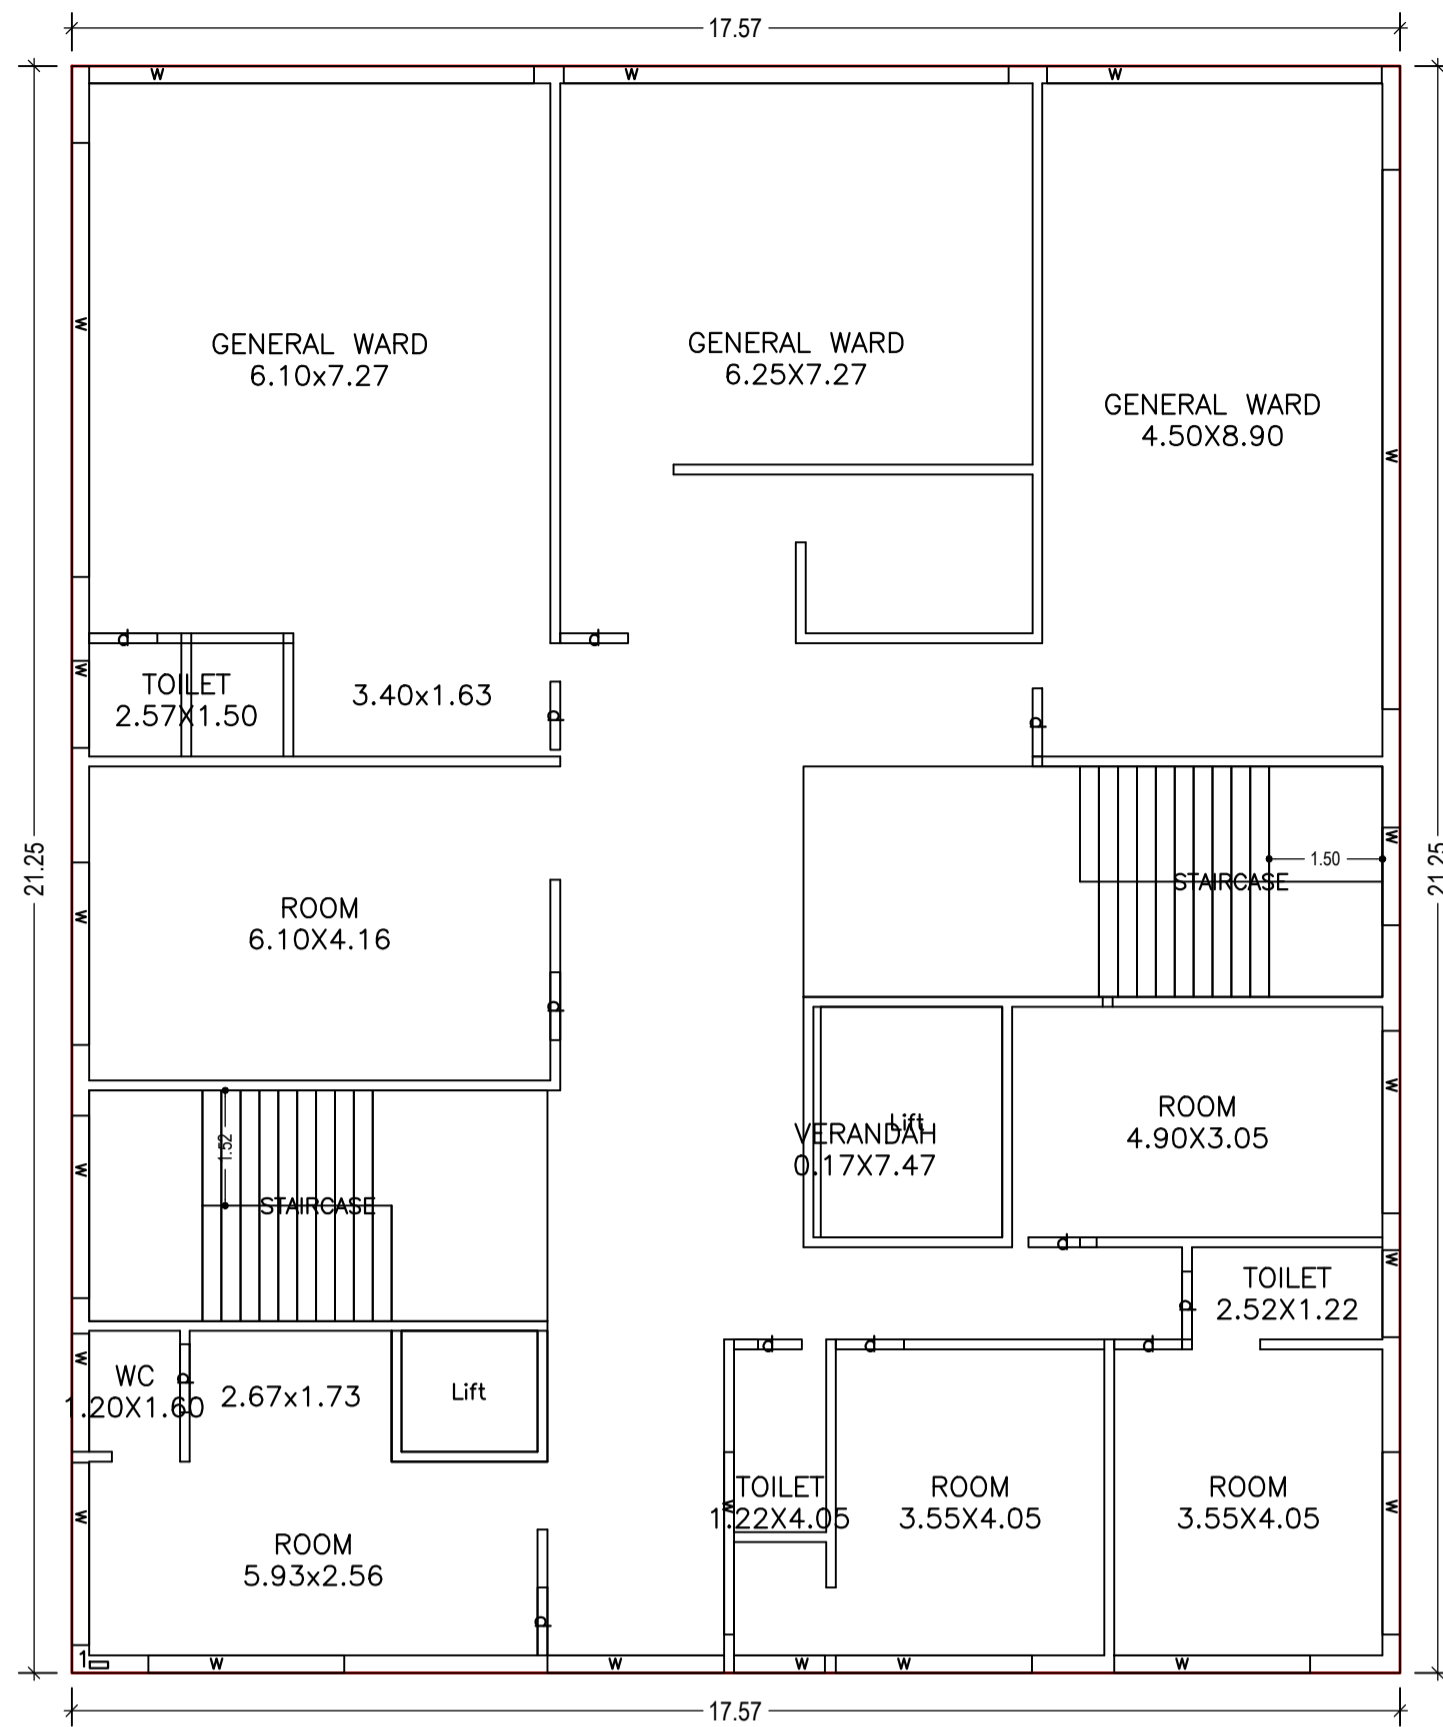 17.57
W
W
W
W
GENERAL WARD
6.10x7.27
GENERAL WARD
6.25X7.27
GENERAL WARD
4.50X8.90
W
d
d
W
TOILET
2.57X1.50
3.40x1.63
d
d
21.25
21.25
W
1.50
STAIRCASE
W
ROOM
6.10X4.16
d
W
1.52
STAIRCASE
Lift
VERANDAH
0.17X7.47
ROOM
4.90X3.05
W
W
d
W
TOILET
2.52X1.22
d
d
d
d
W
WC
1.20X1.60
d
2.67x1.73
Lift
W
ROOM
5.93x2.56
d
W
TOILET
1.22X4.05
ROOM
3.55X4.05
ROOM
3.55X4.05
W
1
W
W
W
W
W
17.57